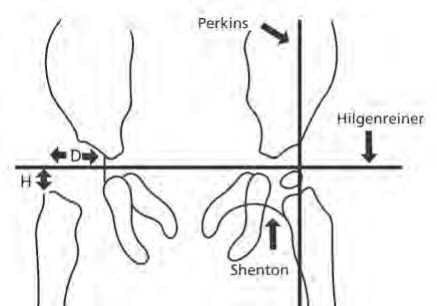 Perkins
Hilgenreiner
D
H
Shenton